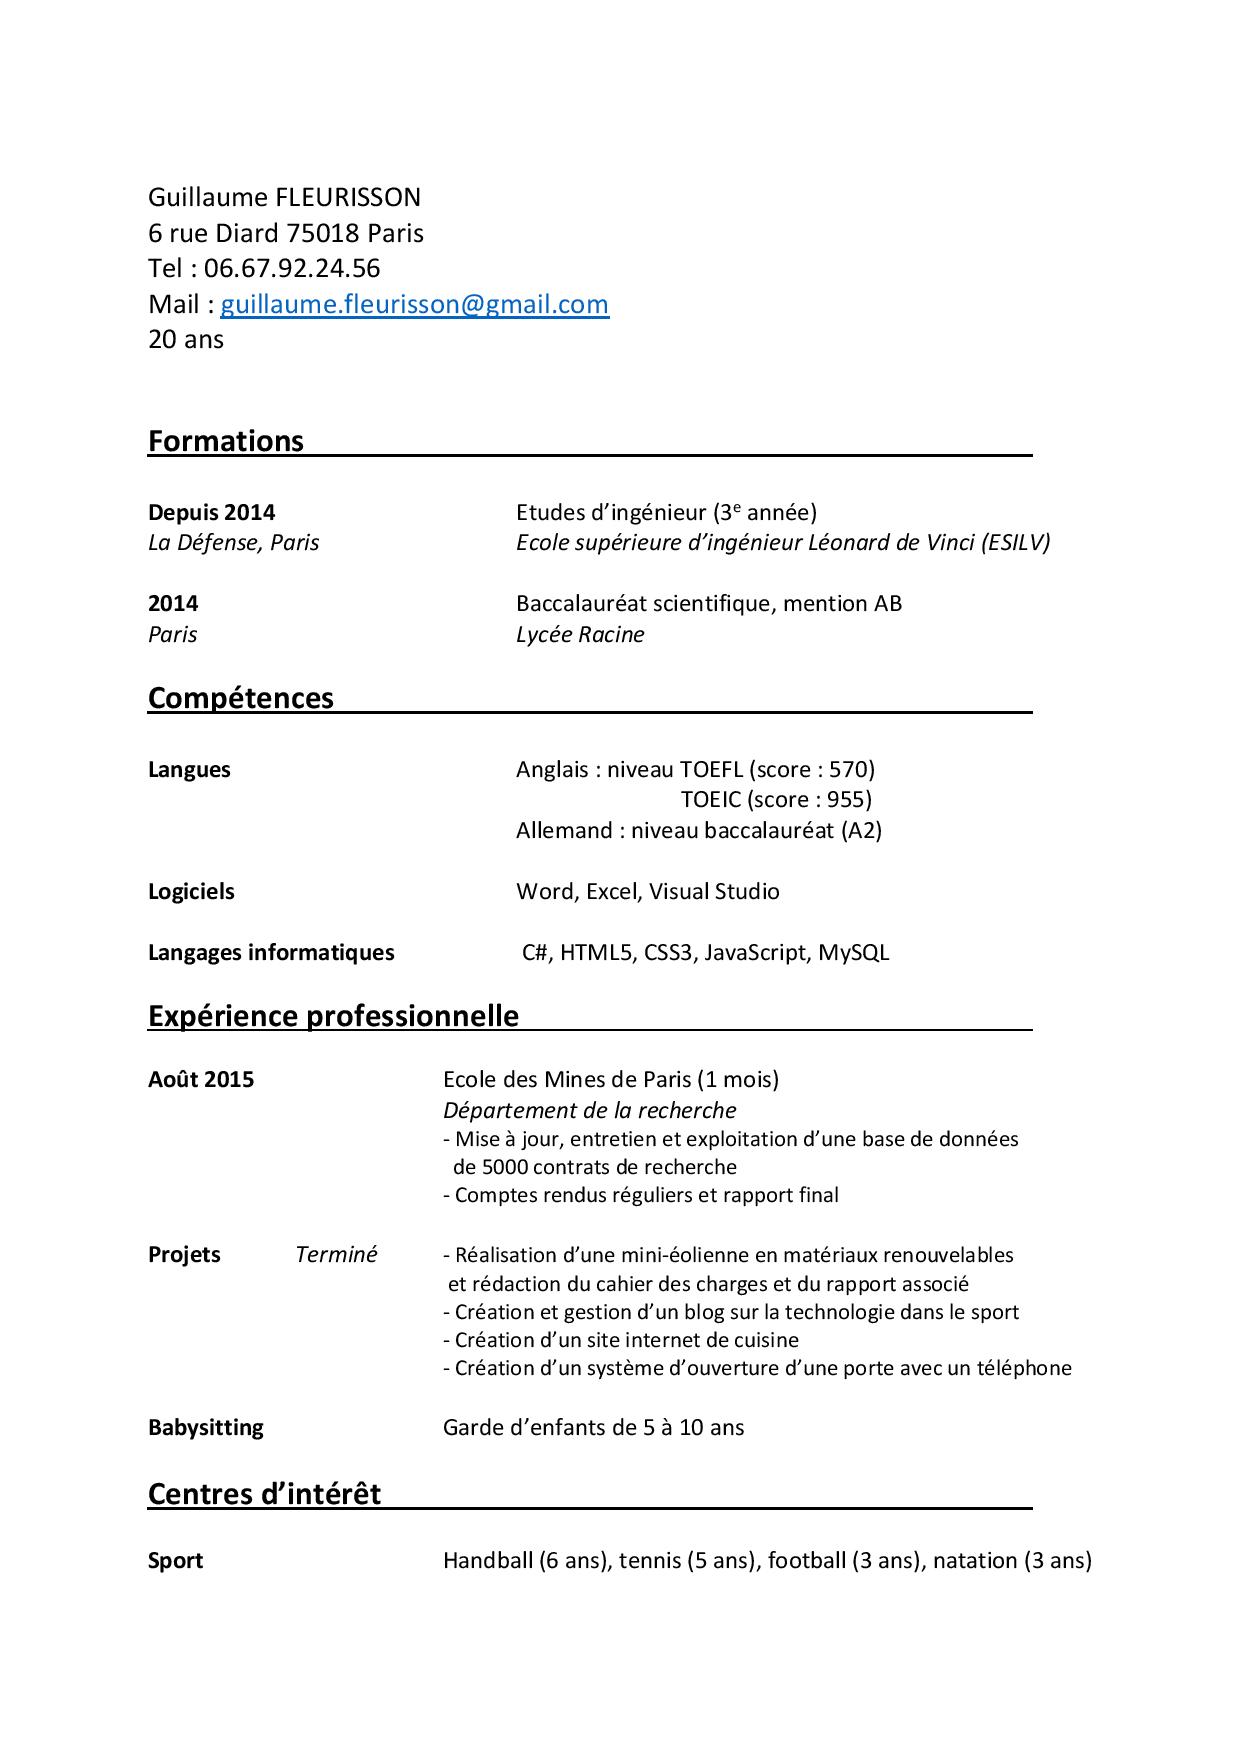 Guillaume FLEURISSON
6 rue Diard 75018 Paris
Tel : 06.67.92.24.56
Mail : guillaume.fleurisson@gmail.com
20 ans
Formations
Depuis 2014 Etudes d’ingénieur (3e année)
La Défense, Paris Ecole supérieure d’ingénieur Léonard de Vinci (ESILV)
2014 Baccalauréat scientifique, mention AB
Paris Lycée Racine
Compétences
Langues Anglais : niveau TOEFL (score : 570)
TOEIC (score : 955)
Allemand : niveau baccalauréat (A2)
Logiciels Word, Excel, Visual Studio
Langages informatiques C#, HTML5, CSS3, JavaScript, MySQL
Expérience professionnelle
Août 2015 Ecole des Mines de Paris (1 mois)
Département de la recherche
- Mise à jour, entretien et exploitation d’une base de données
de 5000 contrats de recherche
- Comptes rendus réguliers et rapport final
Projets Terminé - Réalisation d’une mini-éolienne en matériaux renouvelables
et rédaction du cahier des charges et du rapport associé
- Création et gestion d’un blog sur la technologie dans le sport
- Création d’un site internet de cuisine
- Création d’un système d’ouverture d’une porte avec un téléphone
Babysitting Garde d’enfants de 5 à 10 ans
Centres d’intérêt
Sport Handball (6 ans), tennis (5 ans), football (3 ans), natation (3 ans)